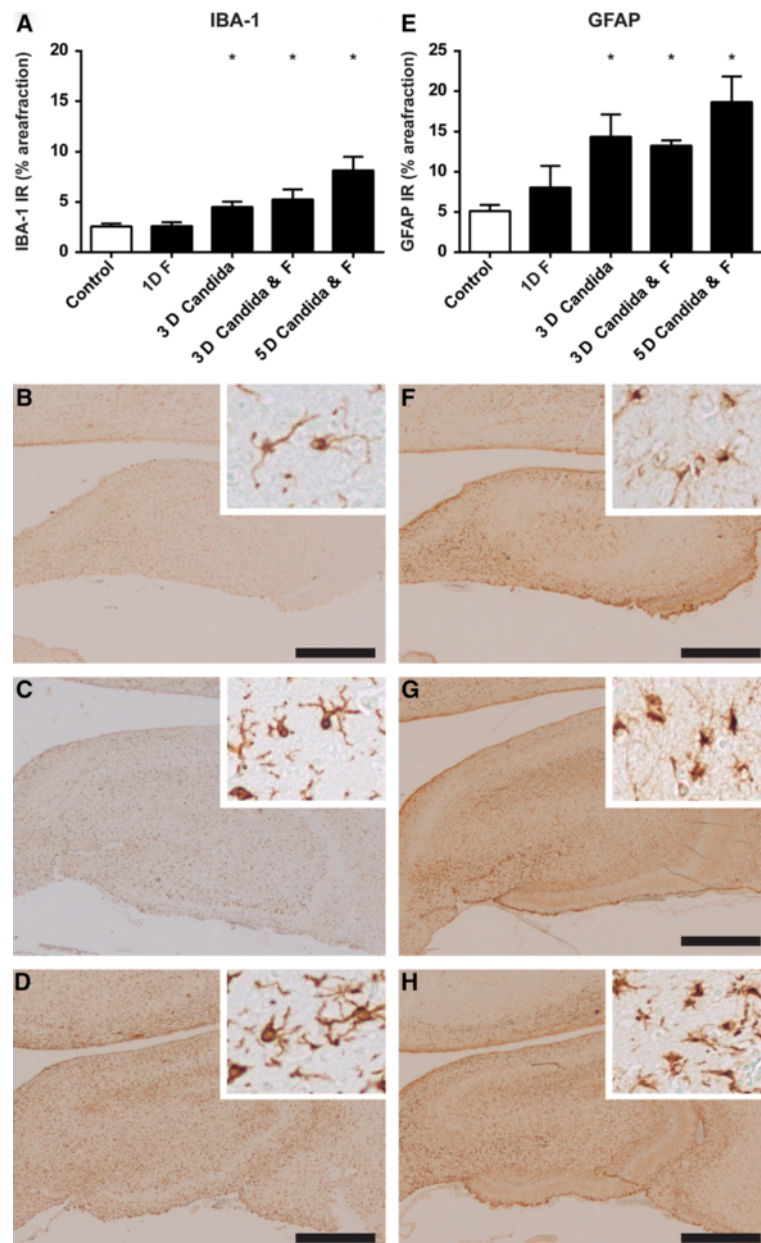 A
IBA-1
IBA-1 IR (% areafraction)
20
15
10
5
0
*
*
*
Control
1D F
3 D Candida
3 D Candida & F
5 D Candida & F
E
GFAP
GFAP IR (% areafraction)
25
20
15
10
5
0
*
*
*
Control
1D F
3 D Candida
3 D Candida & F
5 D Candida & F
B
F
C
G
D
H